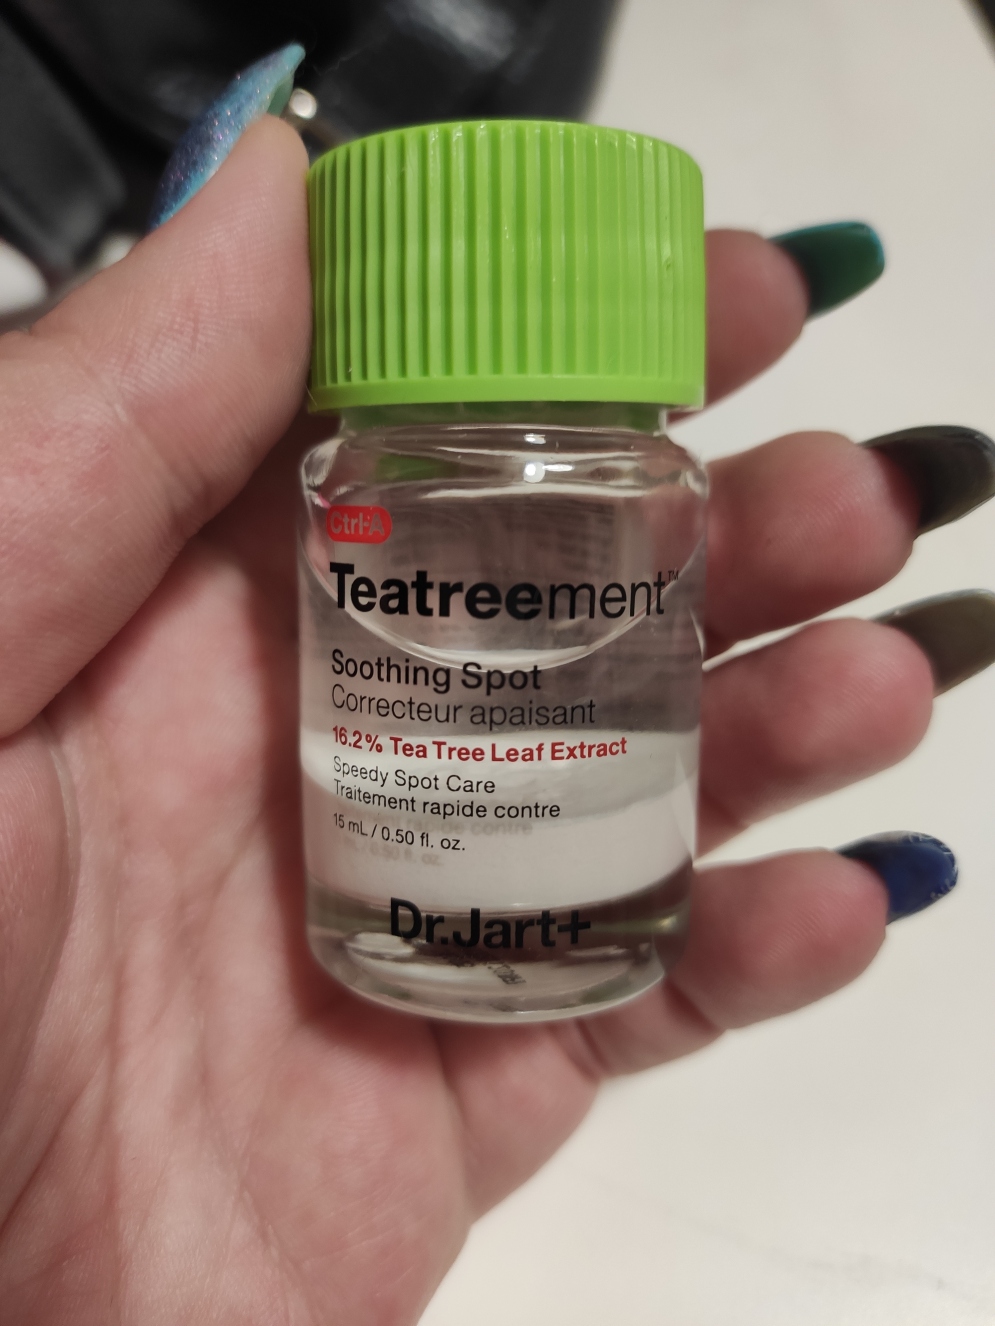 Ctrl-A
Teatreement™
Soothing Spot
Correcteur apaisant
16.2% Tea Tree Leaf Extract
Speedy Spot Care
Traitement rapide contre
15 mL / 0.50 fl. oz.
Dr.Jart+